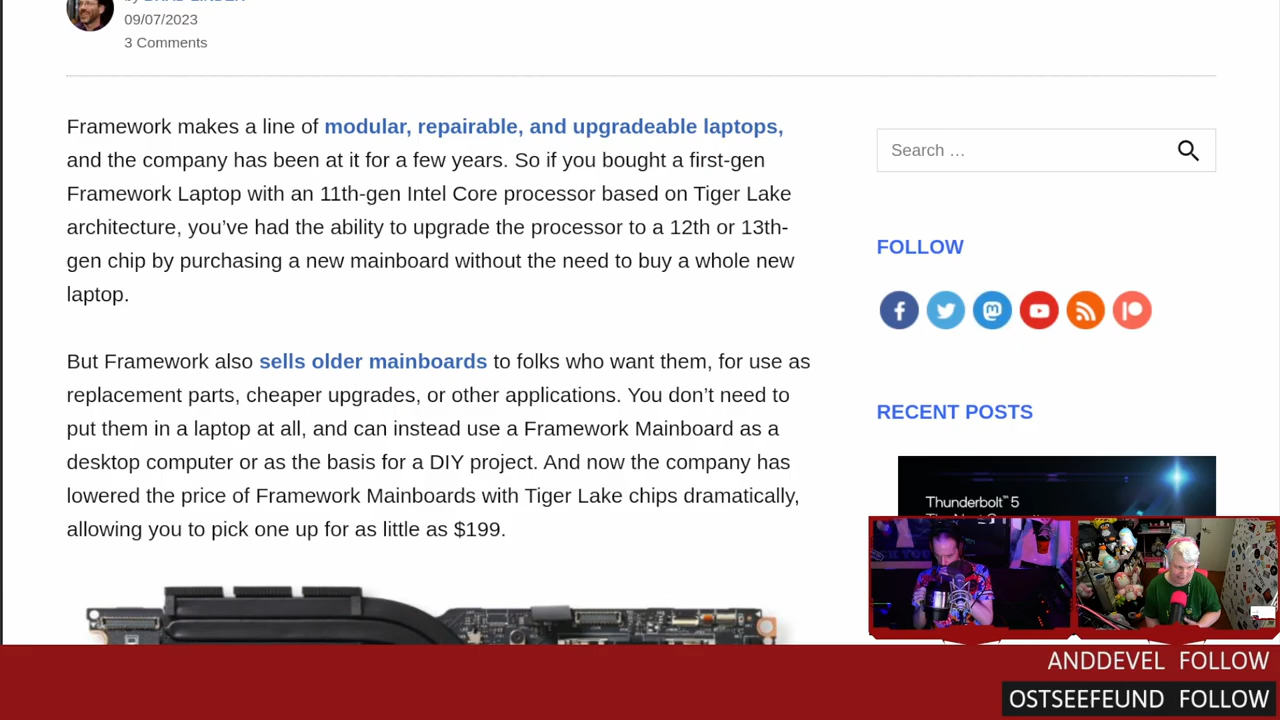 09/07/2023
3 Comments
Framework makes a line of modular, repairable, and upgradeable laptops,
and the company has been at it for a few years. So if you bought a first-gen
Framework Laptop with an 11th-gen Intel Core processor based on Tiger Lake
architecture, you’ve had the ability to upgrade the processor to a 12th or 13th-
gen chip by purchasing a new mainboard without the need to buy a whole new
laptop.
But Framework also sells older mainboards to folks who want them, for use as
replacement parts, cheaper upgrades, or other applications. You don’t need to
put them in a laptop at all, and can instead use a Framework Mainboard as a
desktop computer or as the basis for a DIY project. And now the company has
lowered the price of Framework Mainboards with Tiger Lake chips dramatically,
allowing you to pick one up for as little as $199.
Search …
FOLLOW
RECENT POSTS
Thunderbolt™ 5
ANDDEVEL FOLLOW
OSTSEEFEUND FOLLOW